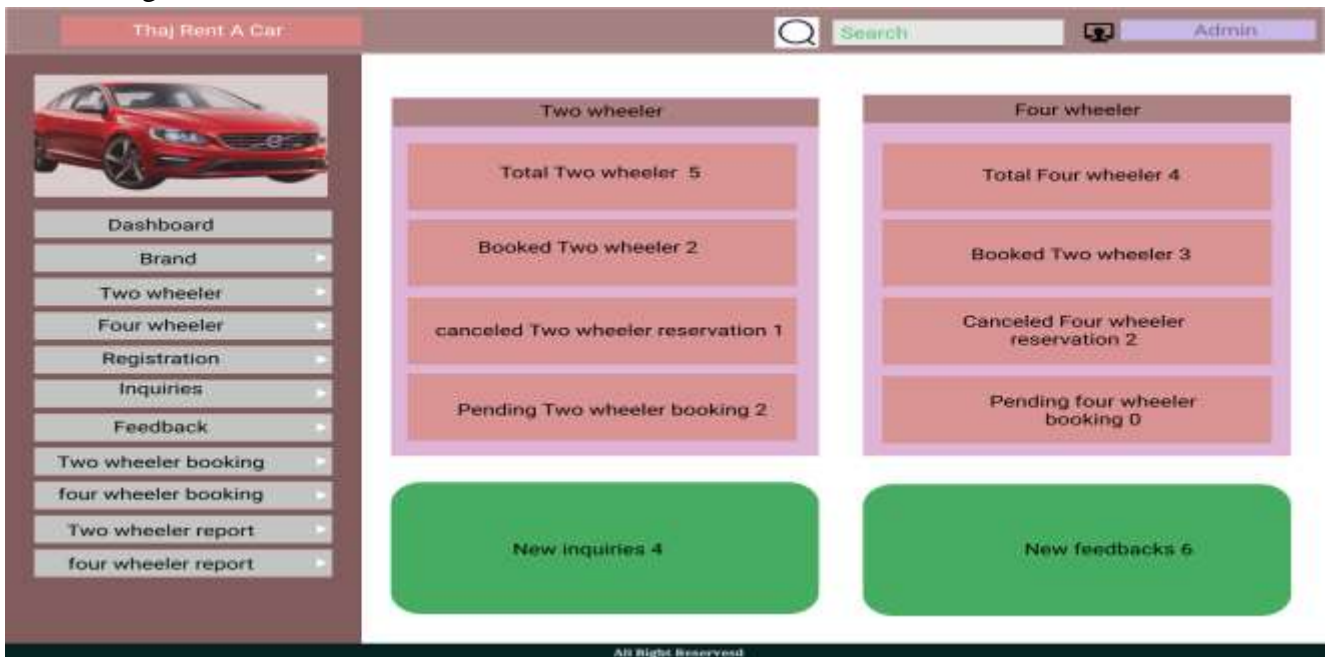 Thaj Rent A Car
Search
Admin
Dashboard
Brand
Two wheeler
Four wheeler
Registration
Inquiries
Feedback
Two wheeler booking
four wheeler booking
Two wheeler report
four wheeler report
Two wheeler
Total Two wheeler 5
Booked Two wheeler 2
canceled Two wheeler reservation 1
Pending Two wheeler booking 2
Four wheeler
Total Four wheeler 4
Booked Two wheeler 3
Canceled Four wheeler
reservation 2
Pending four wheeler
booking 0
New inquiries 4
New feedbacks 6
All Right Reservesd